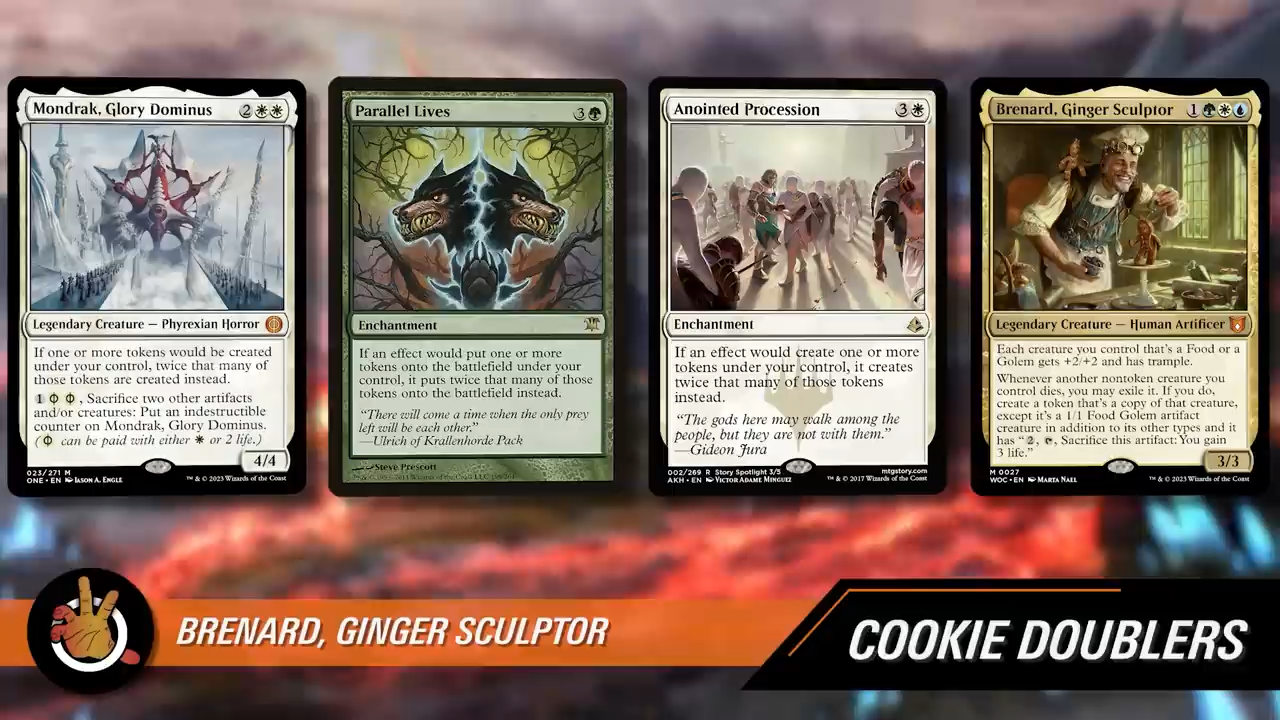 Mondrak, Glory Dominus 2
Legendary Creature — Phyrexian Horror
If one or more tokens would be created
under your control, twice that many of
those tokens are created instead.
1, Sacrifice two other artifacts
and/or creatures: Put an indestructible
counter on Mondrak, Glory Dominus.
( can be paid with either or 2 life.)
4/4
023/271 M
ONE • EN Iason A. Engle
™ & © 2023 Wizards of the Coast
Parallel Lives 3
Enchantment
If an effect would put one or more
tokens onto the battlefield under your
control, it puts twice that many of those
tokens onto the battlefield instead.
“There will come a time when the only prey
left will be each other.”
—Ulrich of Krallenhorde Pack
Steve Prescott
Anointed Procession 3
Enchantment
If an effect would create one or more
tokens under your control, it creates
twice that many of those tokens
instead.
“The gods here may walk among the
people, but they are not with them.”
—Gideon Jura
002/269 R Story Spotlight 3/5
mtgstory.com
AKH • EN Victor Adame Minguez
™ & © 2017 Wizards of the Coast
Brenard, Ginger Sculptor 1
Legendary Creature — Human Artificer
Each creature you control that's a Food or a
Golem gets +2/+2 and has trample.
Whenever another nontoken creature you
control dies, you may exile it. If you do,
create a token that's a copy of that creature,
except it's a 1/1 Food Golem artifact
creature in addition to its other types and it
has “2, , Sacrifice this artifact: You gain
3 life.”
3/3
M 0027
WOC • EN Marta Nael
™ & © 2023 Wizards of the Coast
BRENARD, GINGER SCULPTOR
COOKIE DOUBLERS